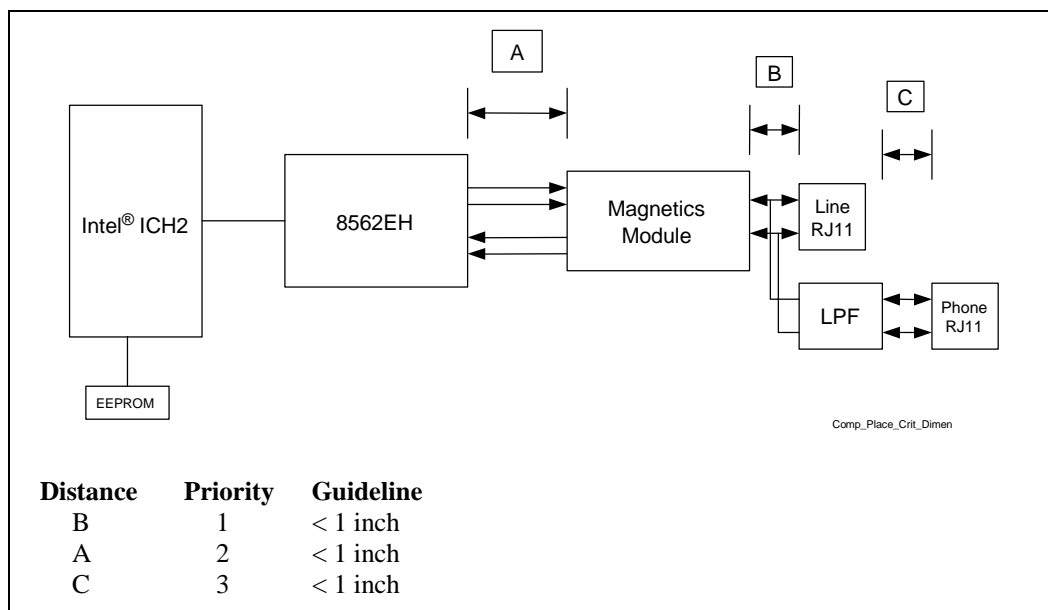 A
B
C
Intel® ICH2
8562EH
Magnetics
Module
Line
RJ11
LPF
Phone
RJ11
EEPROM
Comp_Place_Crit_Dimen
Distance Priority Guideline
B 1 < 1 inch
A 2 < 1 inch
C 3 < 1 inch